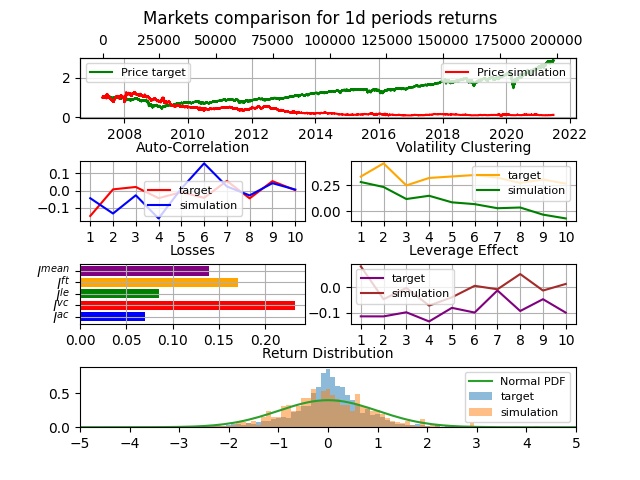 Markets comparison for 1d periods returns
0 25000 50000 75000 100000 125000 150000 175000 200000
Price target
Price simulation
2
0
2008 2010 2012 2014 2016 2018 2020 2022
Auto-Correlation
0.1
0.0
−0.1
target
simulation
1 2 3 4 5 6 7 8 9 10
Volatility Clustering
0.25
0.00
target
simulation
1 2 3 4 5 6 7 8 9 10
Losses
l^mean
l^ft
l^le
l^vc
l^ac
0.00 0.05 0.10 0.15 0.20
Leverage Effect
0.0
−0.1
target
simulation
1 2 3 4 5 6 7 8 9 10
Return Distribution
0.5
0.0
Normal PDF
target
simulation
−5 −4 −3 −2 −1 0 1 2 3 4 5